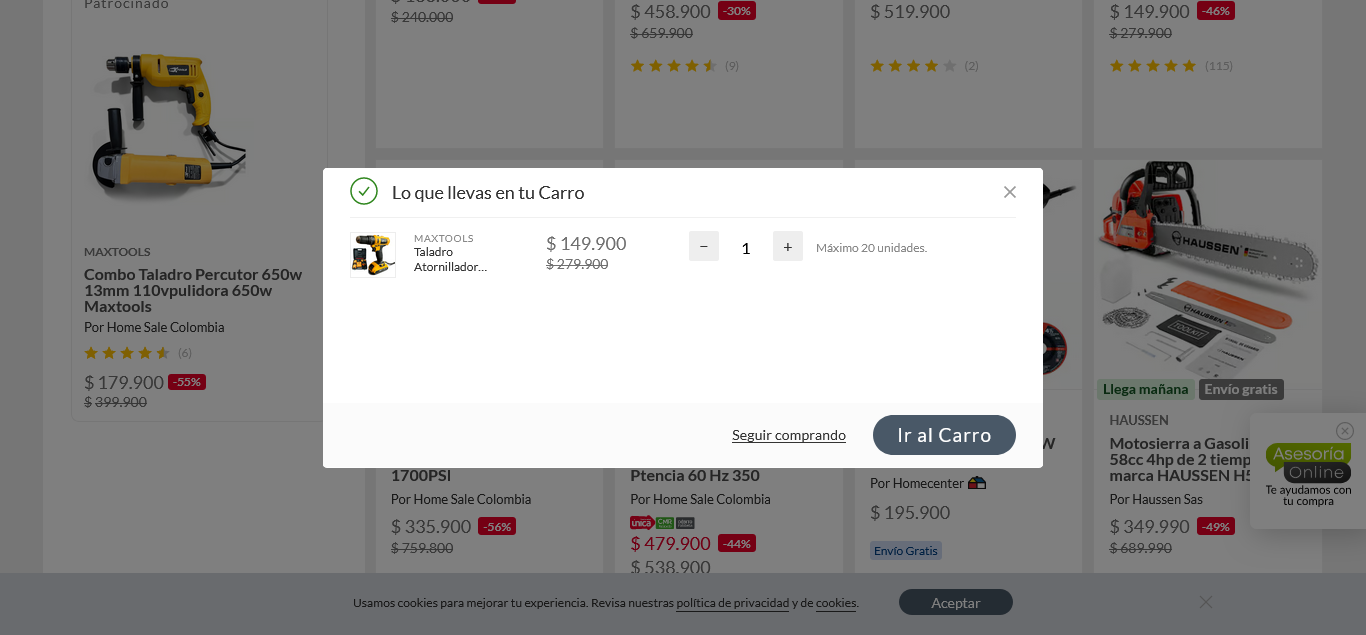 Patrocinado
MAXTOOLS
Combo Taladro Percutor 650w
13mm 110vpulidora 650w
Maxtools
Por Home Sale Colombia
(6)
$ 179.900 -55%
$ 399.900
$ 240.000
$ 458.900 -30%
$ 659.900
(9)
$ 519.900
(2)
$ 149.900 -46%
$ 279.900
(115)
Lo que llevas en tu Carro
MAXTOOLS
Taladro
Atornillador...
$ 149.900
$ 279.900
−
1
+
Máximo 20 unidades.
Seguir comprando
Ir al Carro
1700PSI
Por Home Sale Colombia
$ 335.900 -56%
$ 759.800
Ptencia 60 Hz 350
Por Home Sale Colombia
única
CMR
$ 479.900 -44%
$ 538.900
Por Homecenter
$ 195.900
Envío Gratis
HAUSSEN
HAUSSEN
TOOLKIT
Llega mañana Envío gratis
HAUSSEN
Motosierra a Gasoli
58cc 4hp de 2 tiemp
marca HAUSSEN H5
Por Haussen Sas
$ 349.990 -49%
$ 689.990
Asesoría
Online
Te ayudamos con
tu compra
Usamos cookies para mejorar tu experiencia. Revisa nuestras política de privacidad y de cookies.
Aceptar